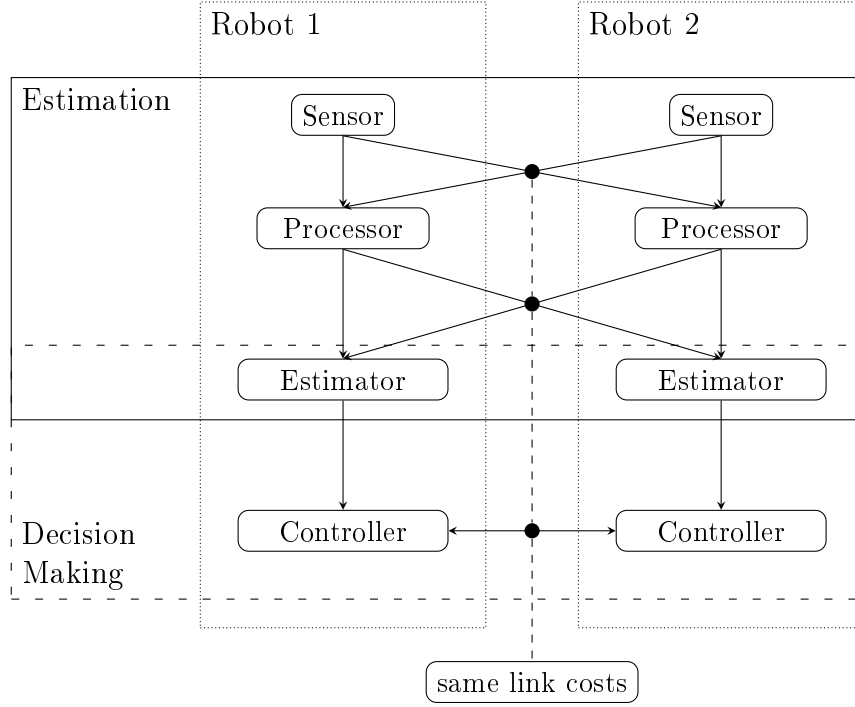 Robot 1
Robot 2
Estimation
Sensor
Sensor
Processor
Processor
Estimator
Estimator
Controller
Controller
Decision
Making
same link costs